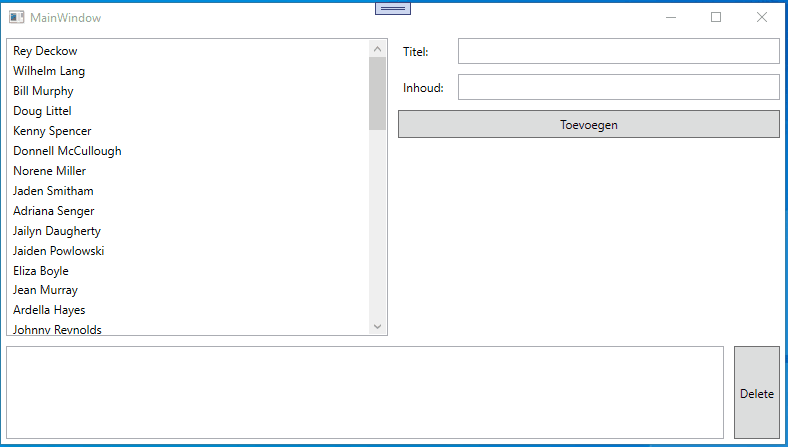 MainWindow
Rey Deckow
Wilhelm Lang
Bill Murphy
Doug Littel
Kenny Spencer
Donnell McCullough
Norene Miller
Jaden Smitham
Adriana Senger
Jailyn Daugherty
Jaiden Powlowski
Eliza Boyle
Jean Murray
Ardella Hayes
Johnny Reynolds
Titel:
Inhoud:
Toevoegen
Delete